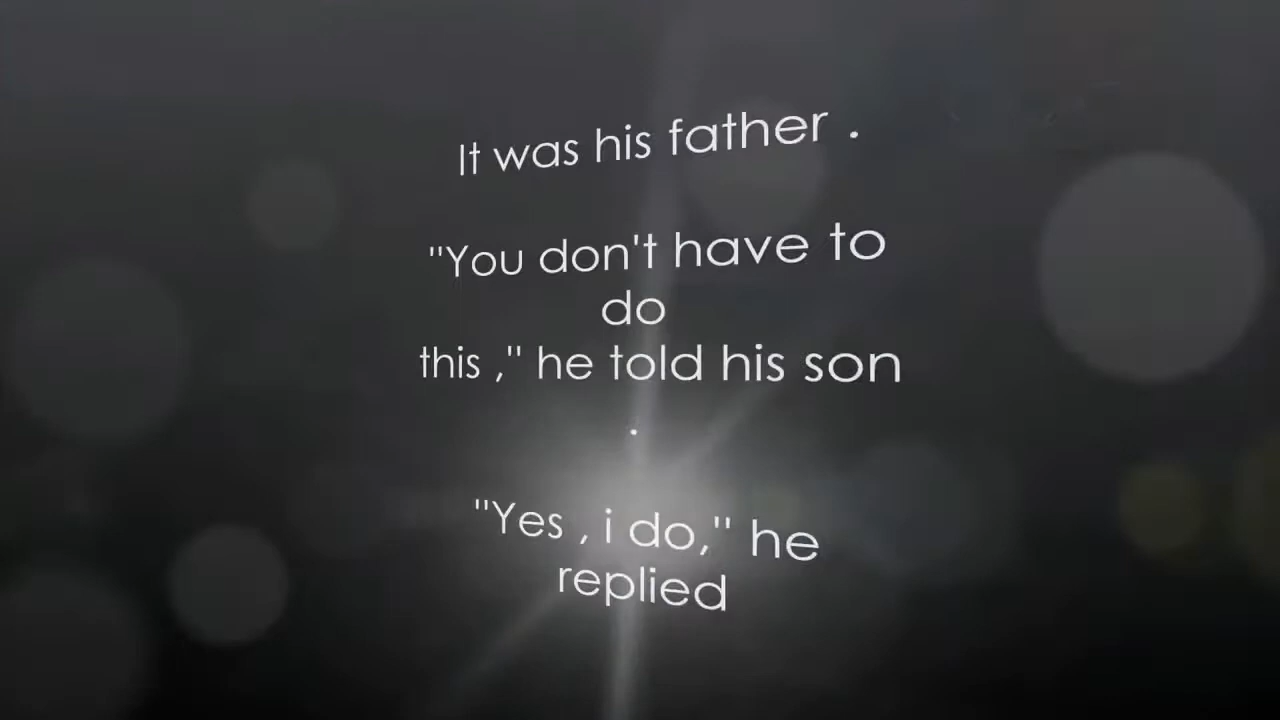 It was his father .
"You don't have to
do
this ," he told his son
.
"Yes , i do," he
replied